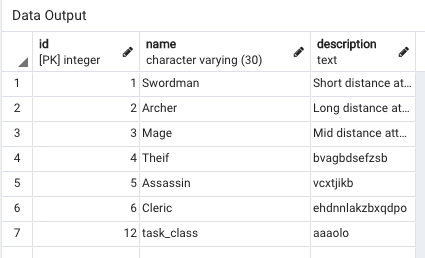 Data Output
id name description
[PK] integer character varying (30) text
1 1 Swordman Short distance at...
2 2 Archer Long distance at...
3 3 Mage Mid distance att...
4 4 Theif bvagbdsefzsb
5 5 Assassin vcxtjikb
6 6 Cleric ehdnnlakzbxqdpo
7 12 task_class aaaolo